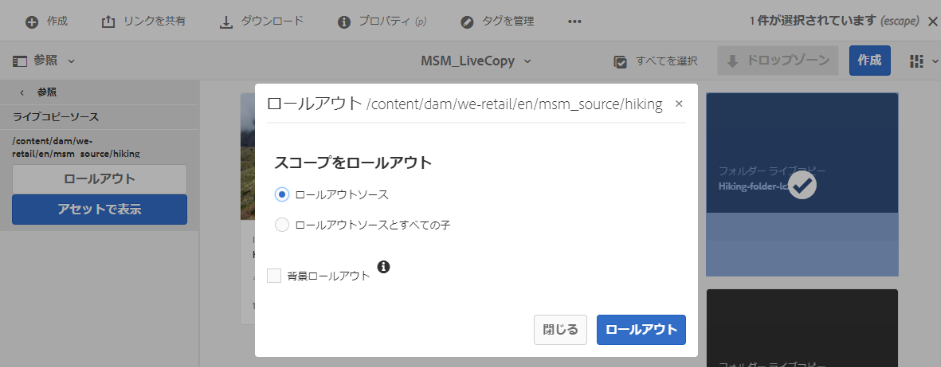 作成 リンクを共有 ダウンロード プロパティ (p) タグを管理 ••• 1 件が選択されています (escape) ×
参照 MSM_LiveCopy すべてを選択 ドロップゾーン 作成
参照
ライブコピーソース
/content/dam/we-
retail/en/msm_source/hiking
ロールアウト
アセットで表示
ロールアウト /content/dam/we-retail/en/msm_source/hiking ×
スコープをロールアウト
ロールアウトソース
ロールアウトソースとすべての子
背景ロールアウト
閉じる ロールアウト
フォルダー ライブコピー
Hiking-folder-lc
フォルダー ライブコピー